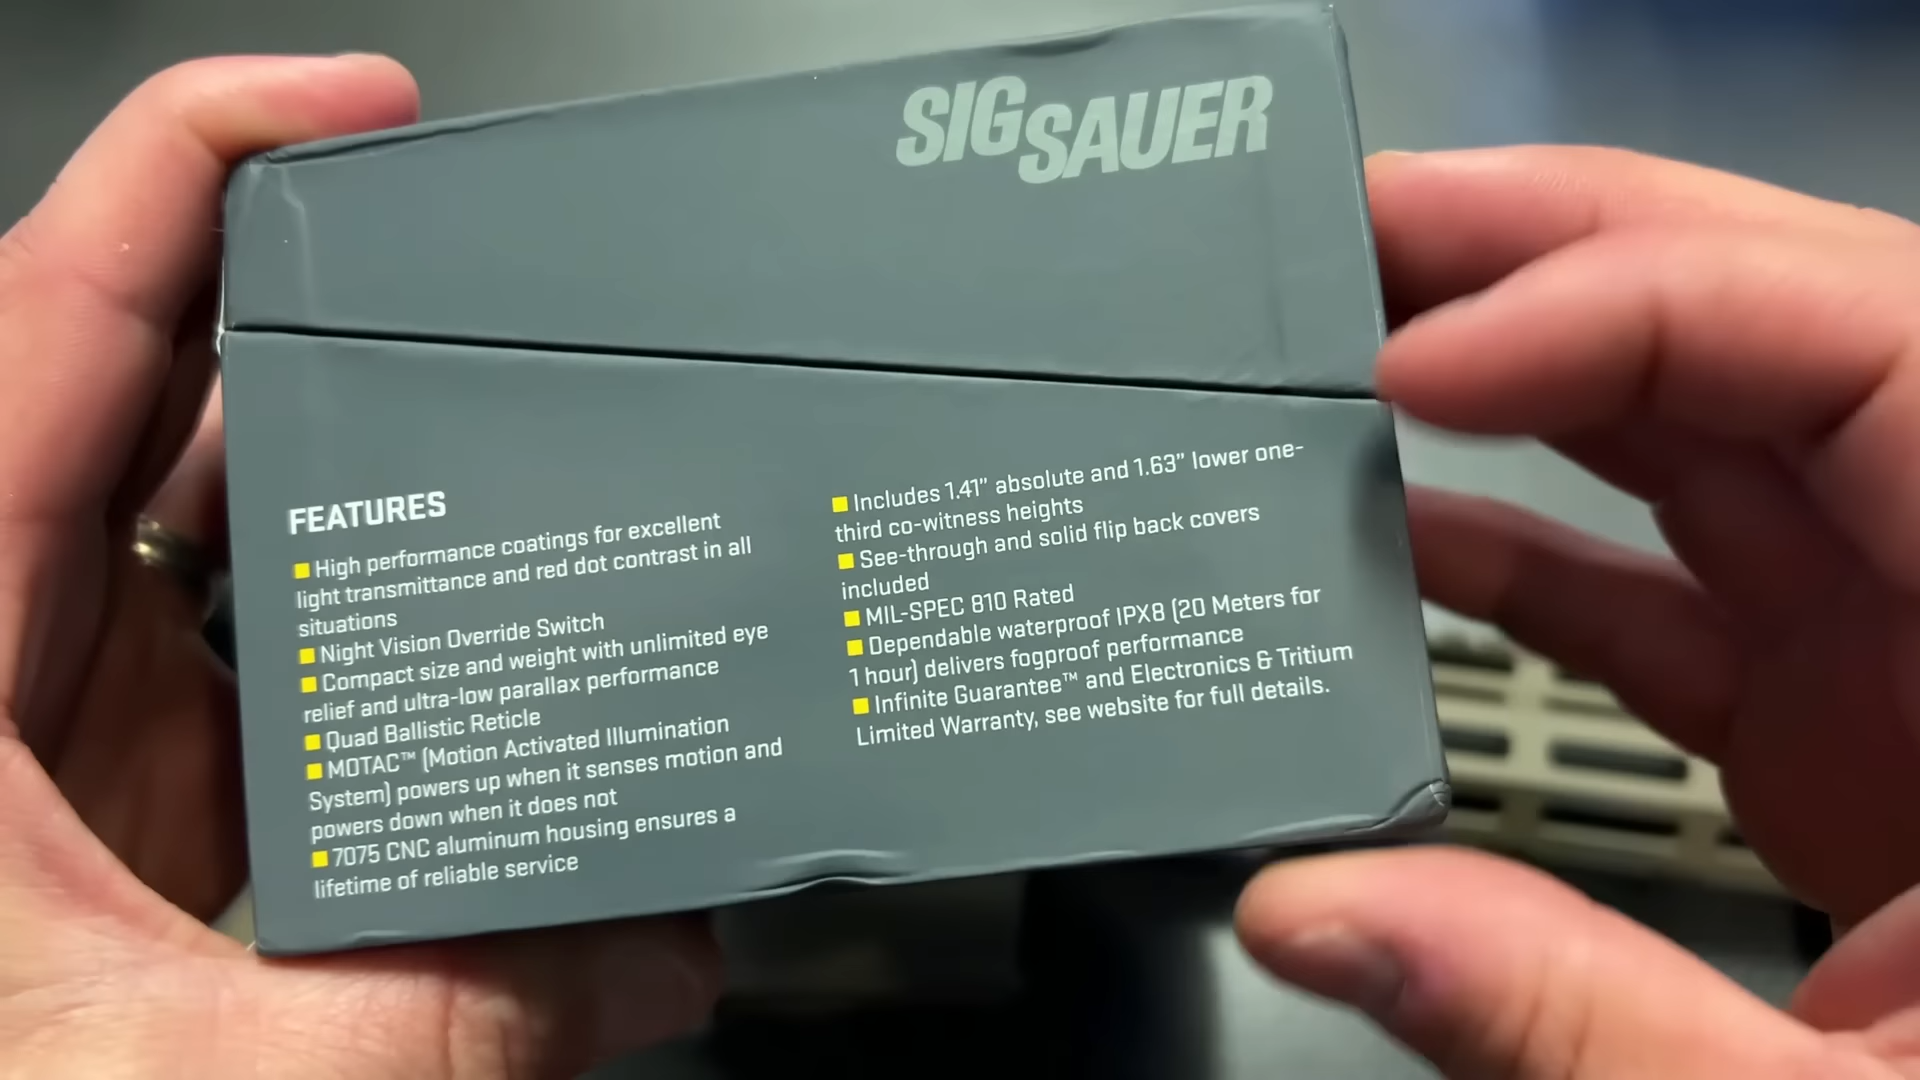 SIG SAUER
FEATURES
High performance coatings for excellent
light transmittance and red dot contrast in all
situations
Night Vision Override Switch
Compact size and weight with unlimited eye
relief and ultra-low parallax performance
Quad Ballistic Reticle
MOTAC™ (Motion Activated Illumination
System) powers up when it senses motion and
powers down when it does not
7075 CNC aluminum housing ensures a
lifetime of reliable service
Includes 1.41” absolute and 1.63” lower one-
third co-witness heights
See-through and solid flip back covers
included
MIL-SPEC 810 Rated
Dependable waterproof IPX8 (20 Meters for
1 hour) delivers fogproof performance
Infinite Guarantee™ and Electronics & Tritium
Limited Warranty, see website for full details.